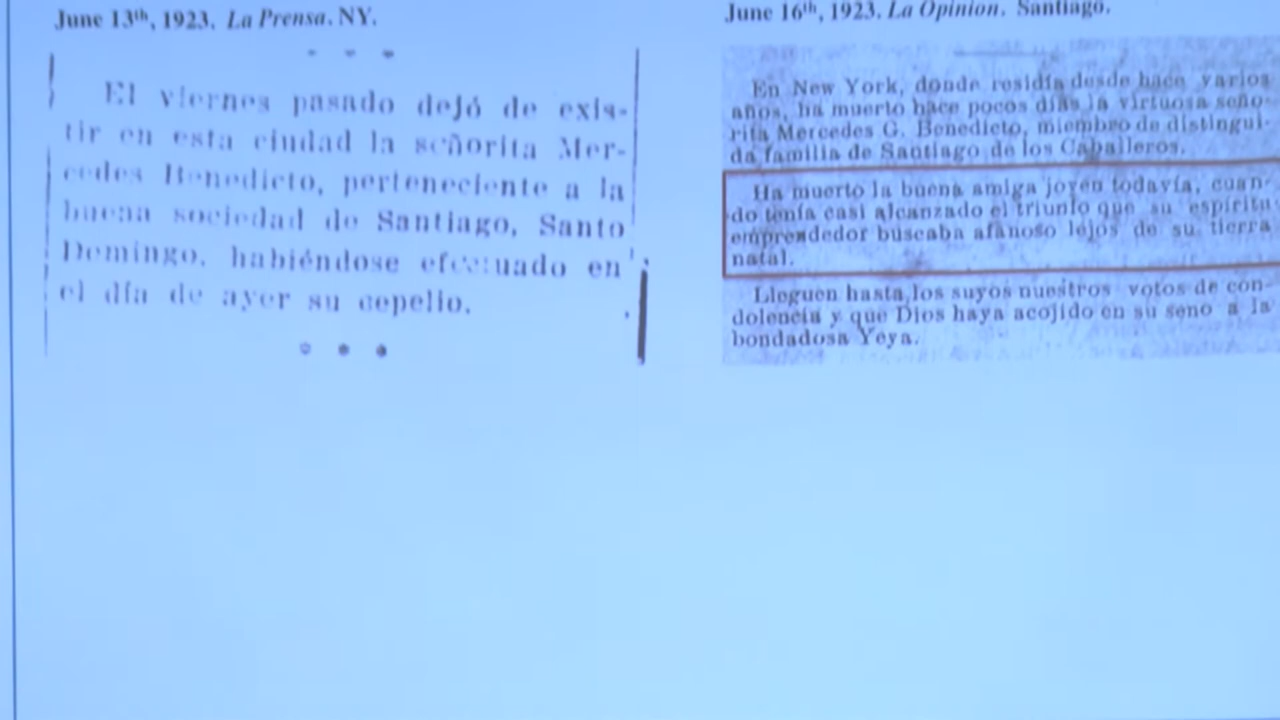 June 13th, 1923. La Prensa. NY.
El viernes pasado dejó de exis-
tir en esta ciudad la señorita Mer-
cedes Benedicto, perteneciente a la
buena sociedad de Santiago, Santo
Domingo, habiéndose efectuado en
el día de ayer su cepelio.
June 16th, 1923. La Opinion. Santiago.
En New York, donde residía desde hace varios
años, ha muerto hace pocos días la virtuosa seño-
rita Mercedes G. Benedicto, miembro de distingui-
da familia de Santiago de los Caballeros.
Ha muerto la buena amiga joven todavía, cuan-
do tenía casi alcanzado el triunfo que su espíritu
emprendedor buscaba afanoso lejos de su tierra
natal.
Lleguen hasta los suyos nuestros votos de con-
dolencia y que Dios haya acojido en su seno a la
bondadosa Yeya.